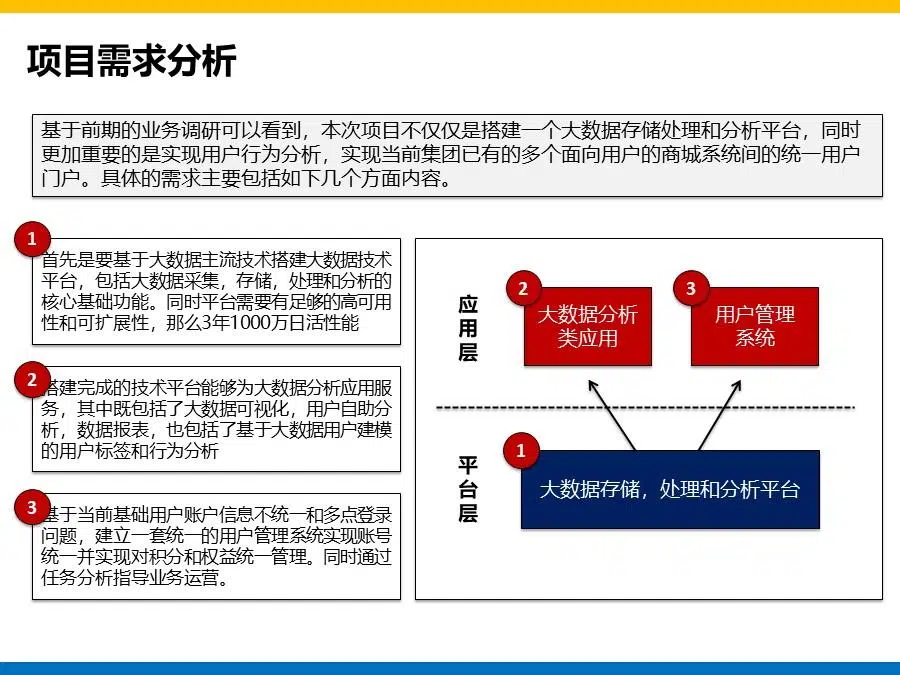 项目需求分析
基于前期的业务调研可以看到，本次项目不仅仅是搭建一个大数据存储处理和分析平台，同时
更加重要的是实现用户行为分析，实现当前集团已有的多个面向用户的商城系统间的统一用户
门户。具体的需求主要包括如下几个方面内容。
1
首先是要基于大数据主流技术搭建大数据技术
平台，包括大数据采集，存储，处理和分析的
核心基础功能。同时平台需要有足够的高可用
性和可扩展性，那么3年1000万日活性能
2
搭建完成的技术平台能够为大数据分析应用服
务，其中既包括了大数据可视化，用户自助分
析，数据报表，也包括了基于大数据用户建模
的用户标签和行为分析
3
基于当前基础用户账户信息不统一和多点登录
问题，建立一套统一的用户管理系统实现账号
统一并实现对积分和权益统一管理。同时通过
任务分析指导业务运营。
应用层
2
大数据分析
类应用
3
用户管理
系统
平台层
1
大数据存储，处理和分析平台